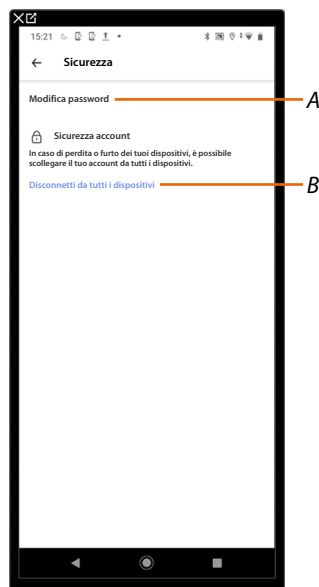 15:21
Sicurezza
Modifica password
A
Sicurezza account
In caso di perdita o furto dei tuoi dispositivi, è possibile
scollegare il tuo account da tutti i dispositivi.
Disconnetti da tutti i dispositivi
B